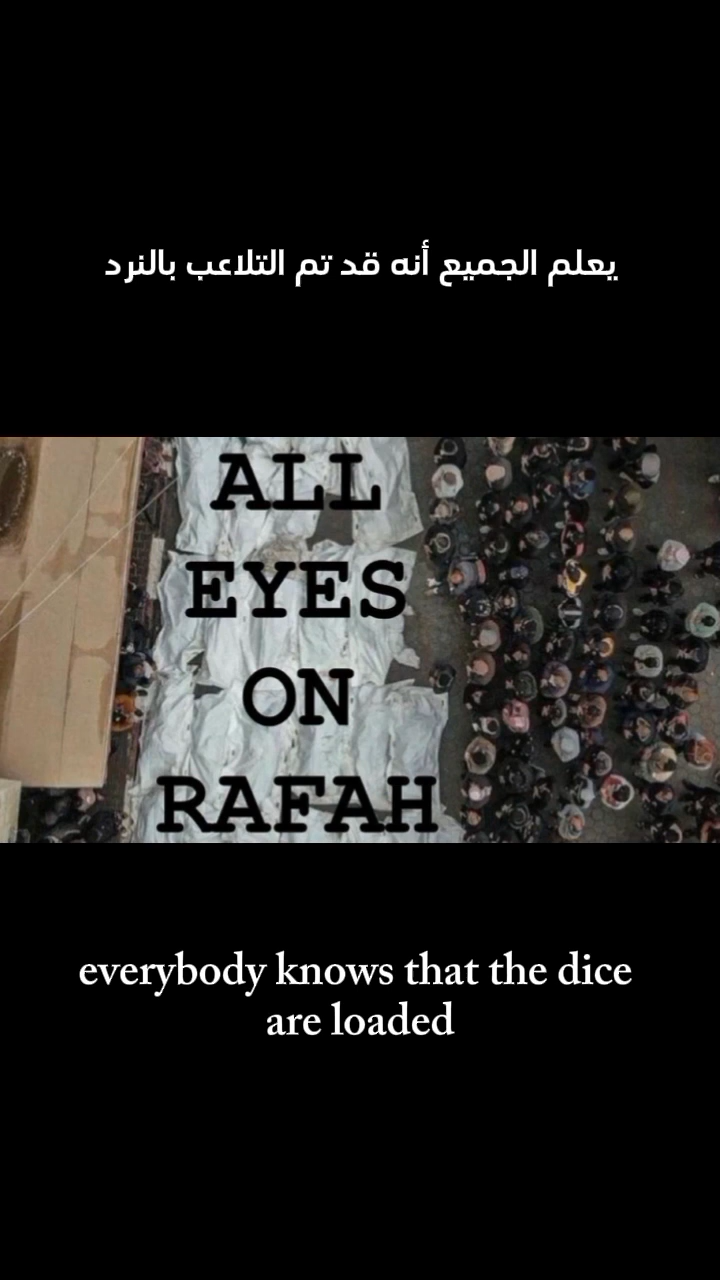 يعلم الجميع أنه قد تم التلاعب بالنرد
ALL
EYES
ON
RAFAH
everybody knows that the dice
are loaded